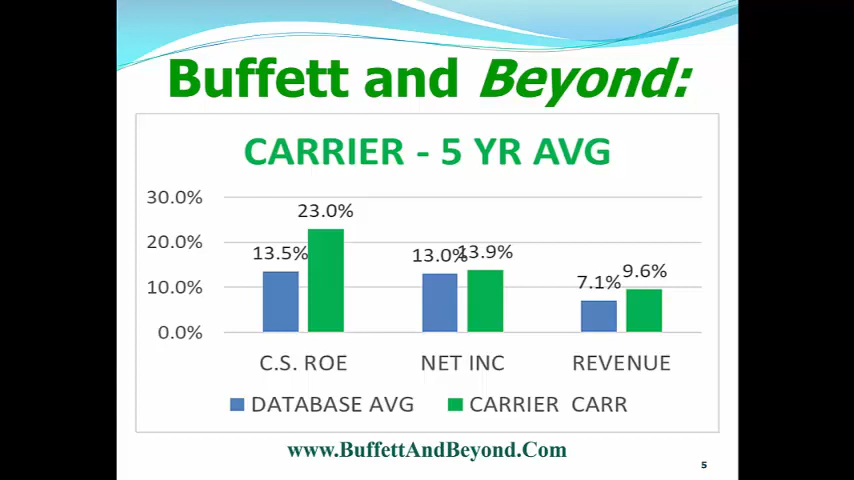 Buffett and Beyond:
CARRIER - 5 YR AVG
30.0%
20.0%
10.0%
0.0%
13.5% 23.0%
13.0% 13.9%
7.1% 9.6%
C.S. ROE NET INC REVENUE
DATABASE AVG CARRIER CARR
www.BuffettAndBeyond.Com
5